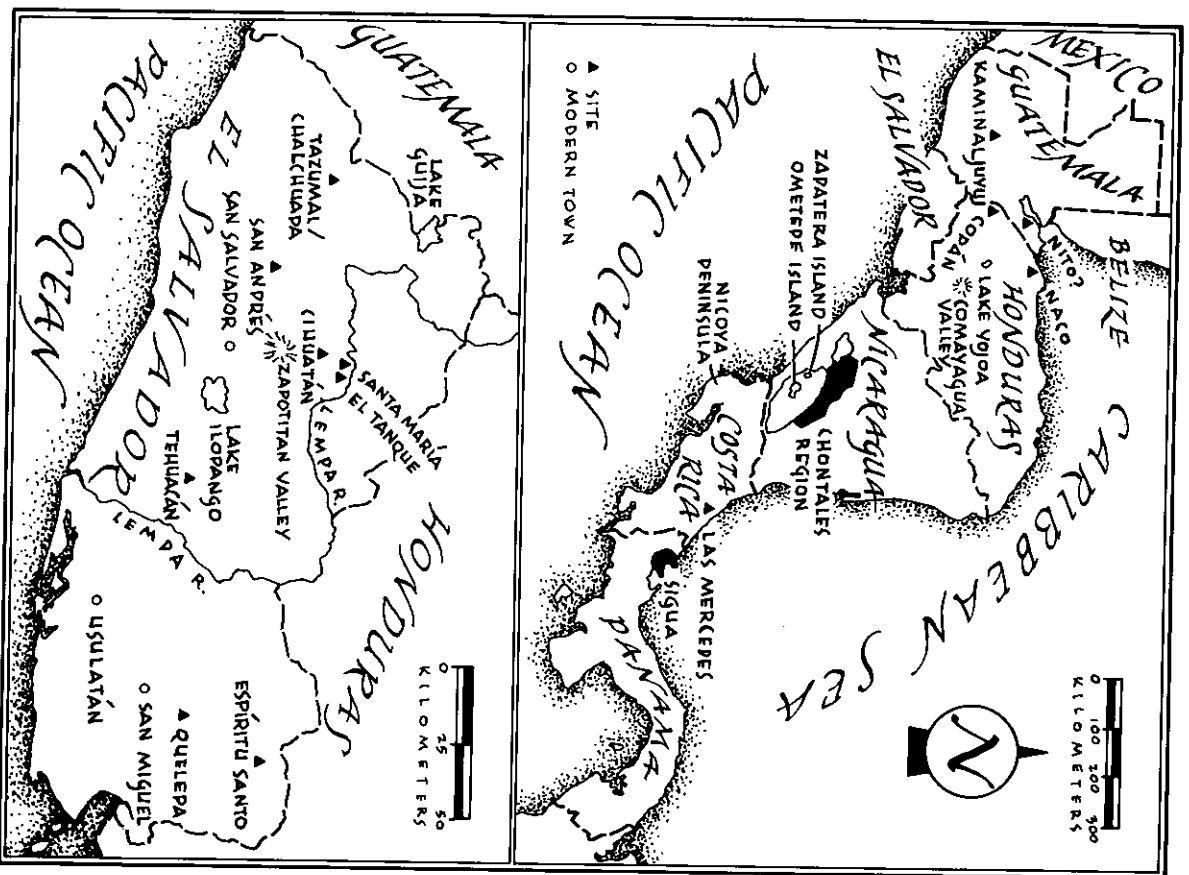 MEXICO
GUATEMALA
BELIZE
KAMINALJUYU
COPÁN
NITO?
NACO
EL SALVADOR
HONDURAS
LAKE YOJOA
COMAYAGUA
VALLEY
CARIBBEAN SEA
NICARAGUA
ZAPATERA ISLAND
OMETEPE ISLAND
CHONTALES
REGION
NICOYA
PENINSULA
COSTA
RICA
LAS MERCEDES
SIGUA
PANAMA
PACIFIC OCEAN
SITE
MODERN TOWN
N
0 100 200 300
KILOMETERS
GUATEMALA
LAKE
GUIJA
TAZUMAL/
CHALCHUAPA
HONDURAS
SANTA MARÍA
EL TANQUE
CIHUATÁN
LEMPA R.
ZAPOTITAN VALLEY
SAN ANDRÉS
SAN SALVADOR
EL SALVADOR
LAKE
ILOPANGO
TEHUACÁN
LEMPA R.
ESPÍRITU SANTO
QUELEPA
SAN MIGUEL
USULATÁN
PACIFIC OCEAN
0 25 50
KILOMETERS